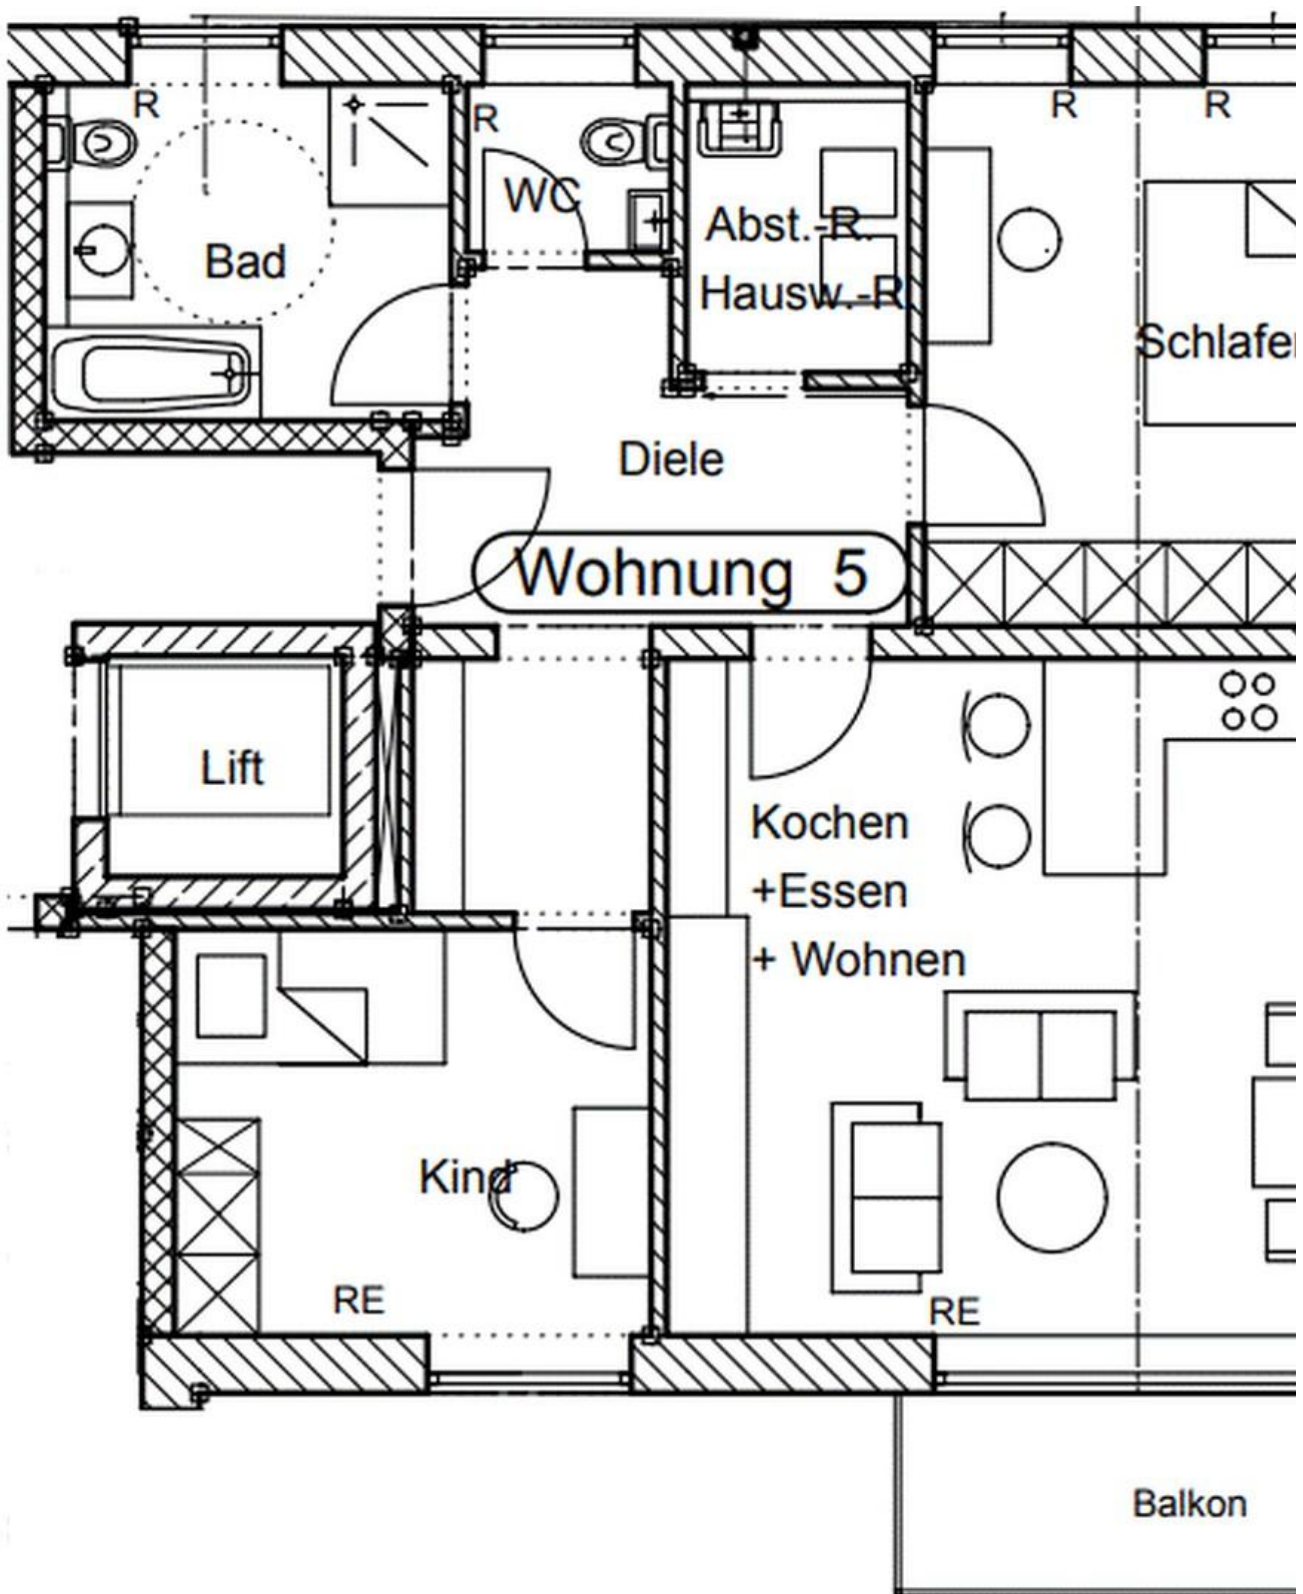 R
R
R
R
WC
Bad
Abst.-R.
Hausw.-R
Schlafen
Diele
Wohnung 5
Lift
Kochen
+Essen
+ Wohnen
Kind
RE
RE
Balkon